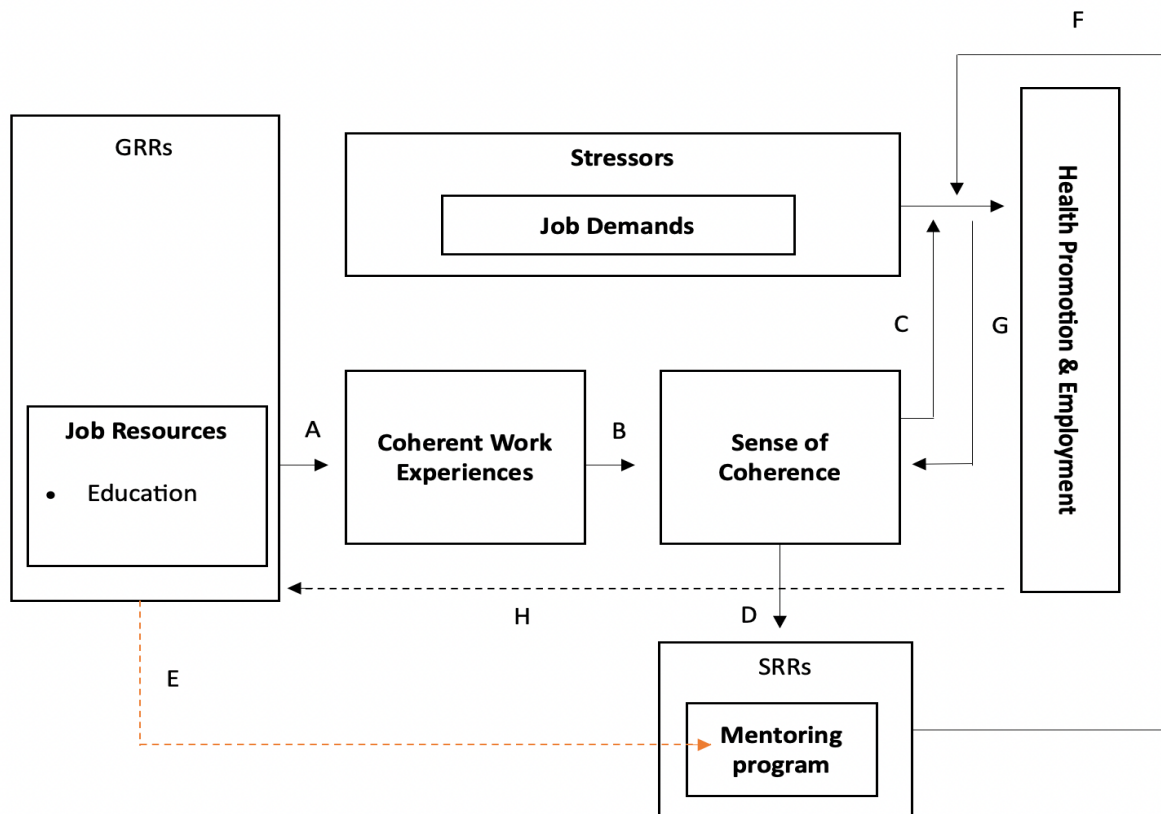 F
GRRs
Stressors
Job Demands
Health Promotion & Employment
C
G
Job Resources
• Education
A
Coherent Work
Experiences
B
Sense of
Coherence
H
D
E
SRRs
Mentoring
program